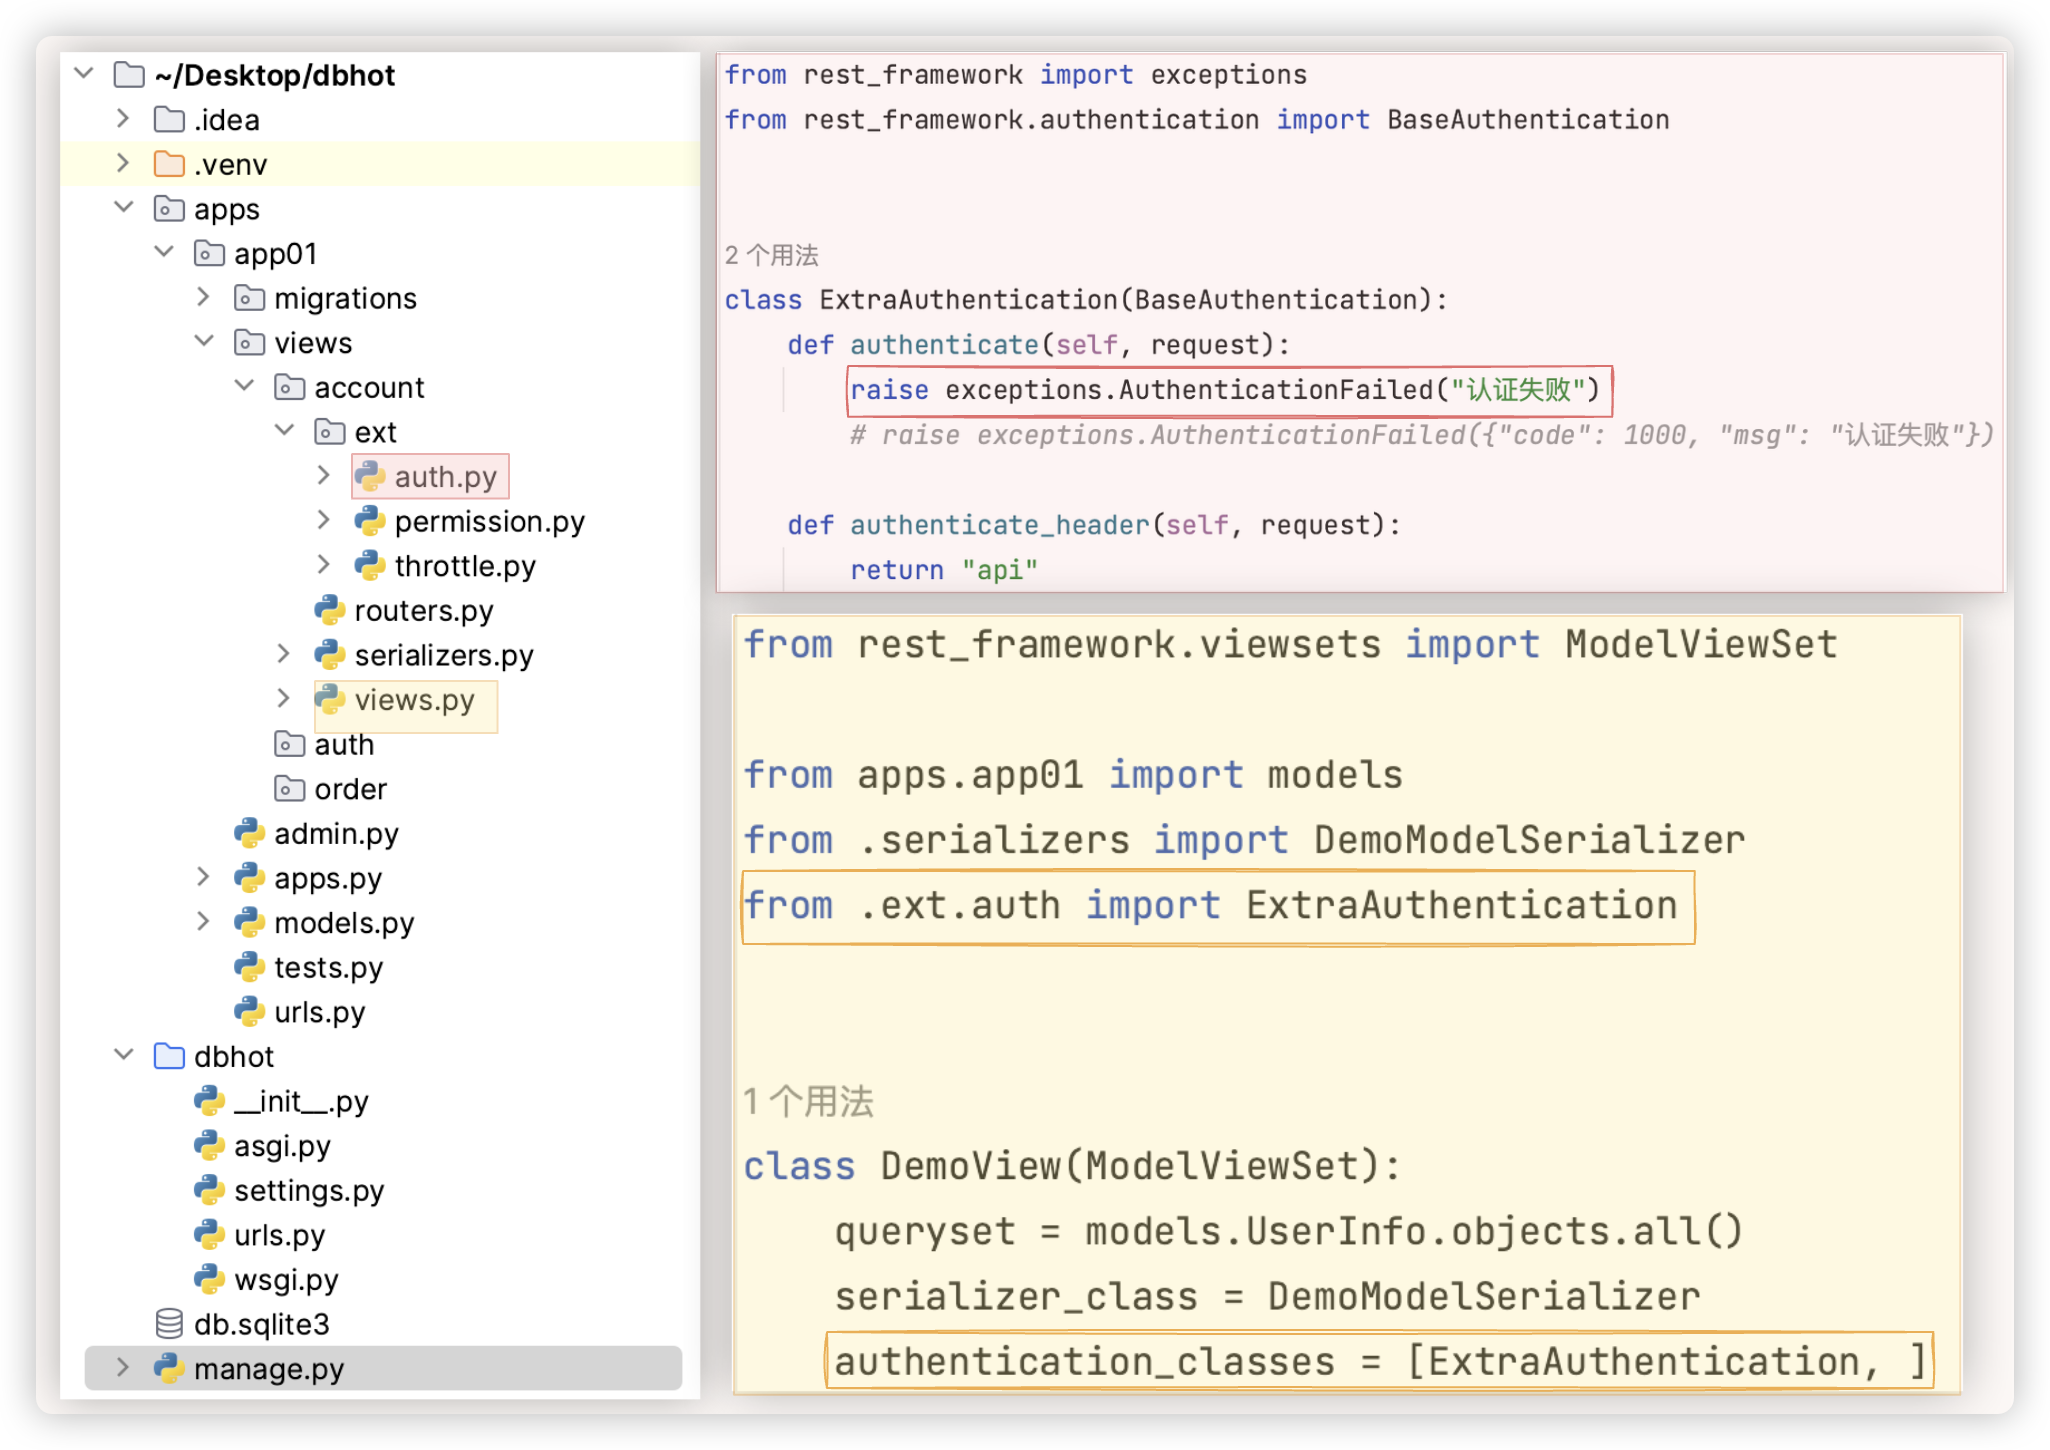 ~/Desktop/dbhot
.idea
.venv
apps
app01
migrations
views
account
ext
auth.py
permission.py
throttle.py
routers.py
serializers.py
views.py
auth
order
admin.py
apps.py
models.py
tests.py
urls.py
dbhot
__init__.py
asgi.py
settings.py
urls.py
wsgi.py
db.sqlite3
manage.py
from rest_framework import exceptions
from rest_framework.authentication import BaseAuthentication
2 个用法
class ExtraAuthentication(BaseAuthentication):
    def authenticate(self, request):
        raise exceptions.AuthenticationFailed("认证失败")
        # raise exceptions.AuthenticationFailed({"code": 1000, "msg": "认证失败"})
    def authenticate_header(self, request):
        return "api"
from rest_framework.viewsets import ModelViewSet
from apps.app01 import models
from .serializers import DemoModelSerializer
from .ext.auth import ExtraAuthentication
1 个用法
class DemoView(ModelViewSet):
    queryset = models.UserInfo.objects.all()
    serializer_class = DemoModelSerializer
    authentication_classes = [ExtraAuthentication, ]